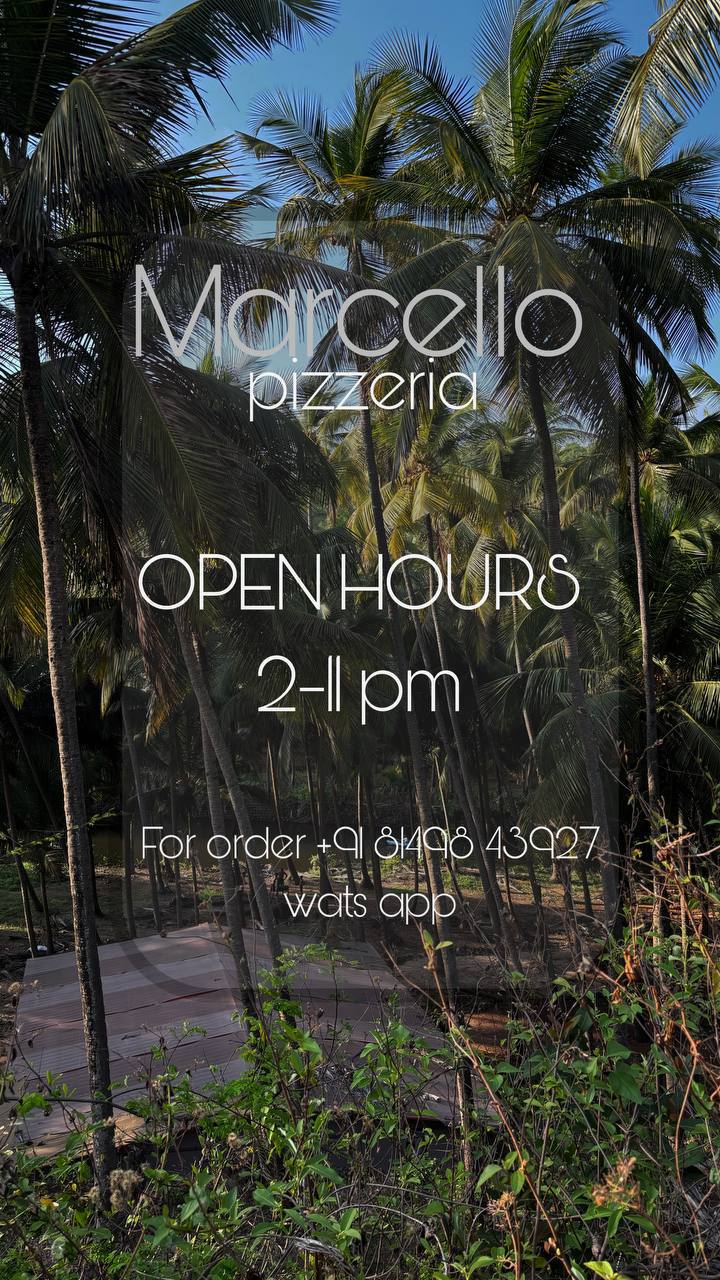 Marcello
pizzeria
OPEN HOURS
2-11 pm
For order +91 81498 43927
wats app